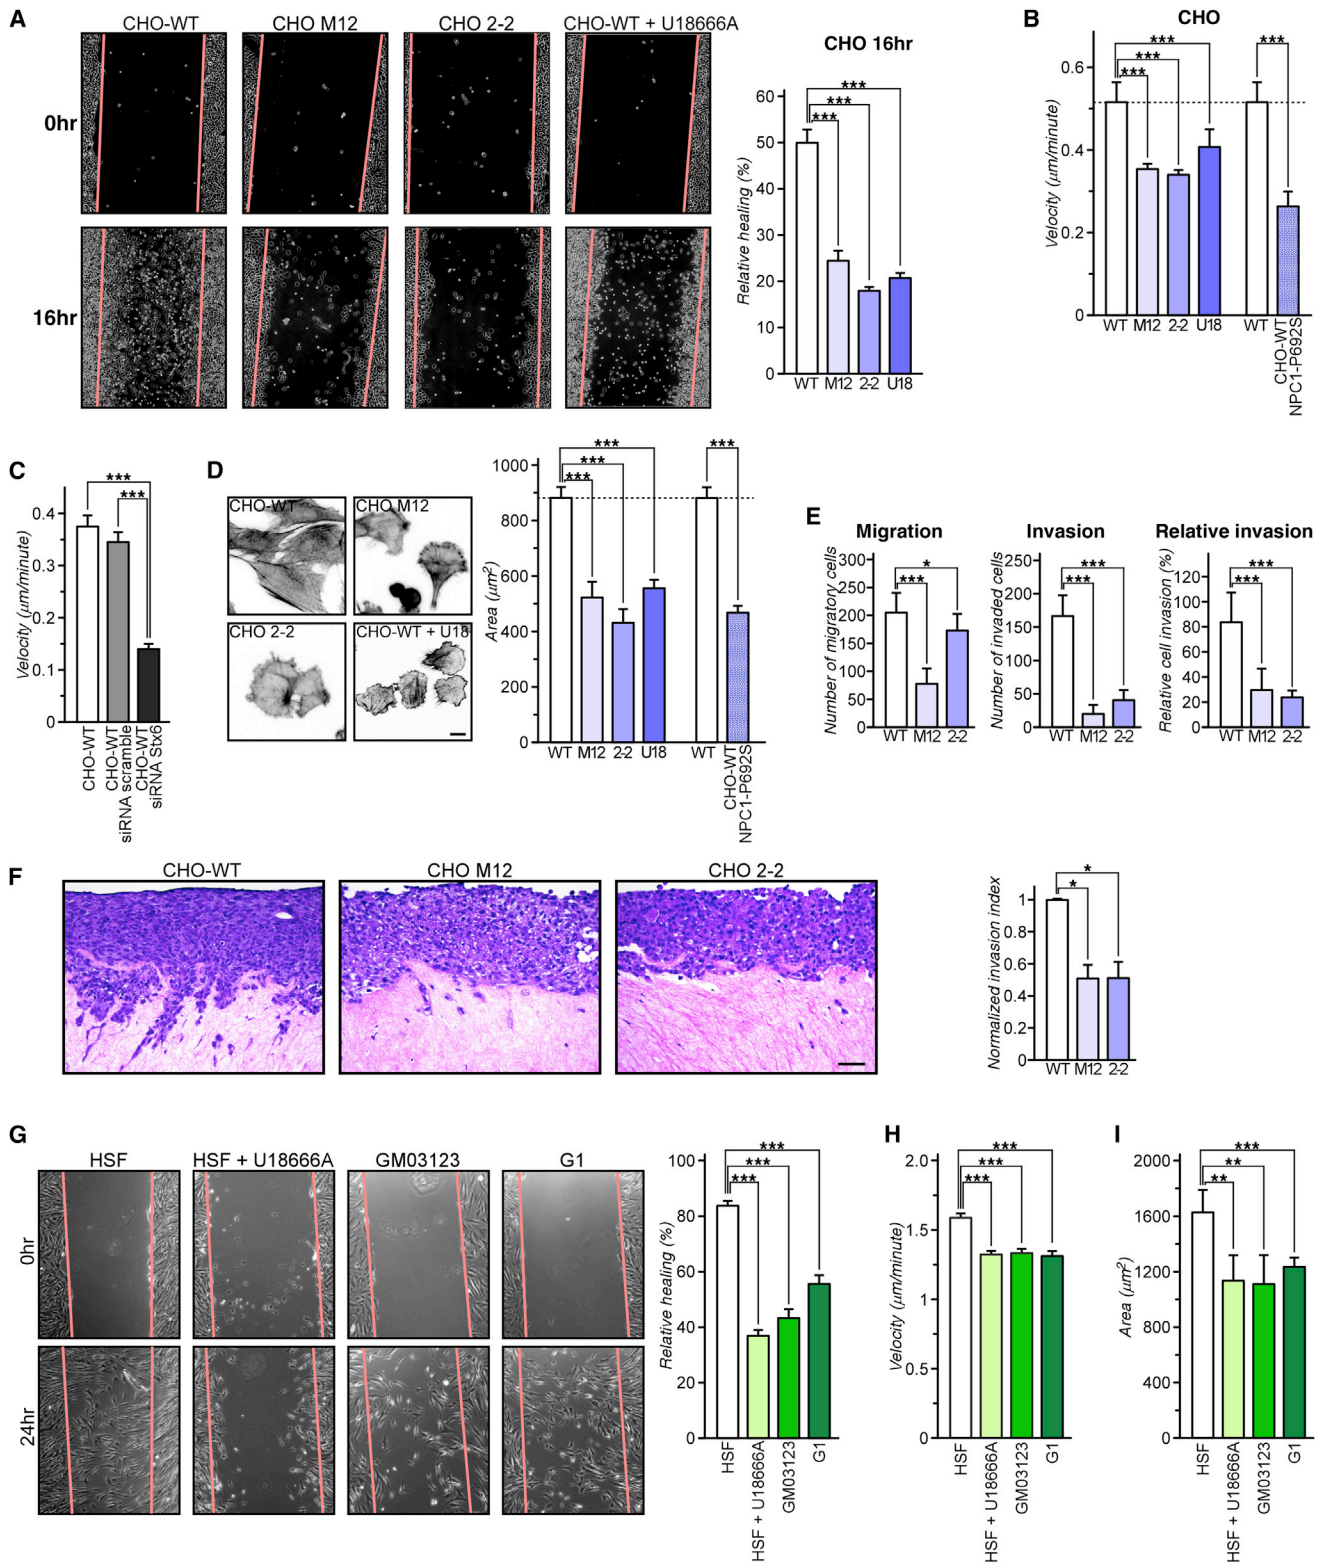 A
CHO-WT
CHO M12
CHO 2-2
CHO-WT + U18666A
0hr
16hr
CHO 16hr
Relative healing (%)
60
50
40
30
20
10
0
***
***
***
WT M12 2-2 U18
B
CHO
Velocity (μm/minute)
0.6
0.4
0.2
0
***
***
***
***
WT M12 2-2 U18 WT
CHO-WT
NPC1-P692S
C
Velocity (μm/minute)
0.4
0.3
0.2
0.1
0
***
***
CHO-WT
CHO-WT
siRNA scramble
CHO-WT
siRNA Stx6
D
CHO-WT
CHO M12
CHO 2-2
CHO-WT + U18
Area (μm²)
1000
800
600
400
200
0
***
***
***
***
WT M12 2-2 U18 WT
CHO-WT
NPC1-P692S
E
Migration
Number of migratory cells
300
250
200
150
100
50
0
*
***
WT M12 2-2
Invasion
Number of invaded cells
250
200
150
100
50
0
***
***
WT M12 2-2
Relative invasion
Relative cell invasion (%)
120
100
80
60
40
20
0
***
***
WT M12 2-2
F
CHO-WT
CHO M12
CHO 2-2
Normalized invasion index
1
0.8
0.6
0.4
0.2
0
*
*
WT M12 2-2
G
HSF
HSF + U18666A
GM03123
G1
0hr
24hr
Relative healing (%)
100
80
60
40
20
0
***
***
***
HSF
HSF + U18666A
GM03123
G1
H
Velocity (μm/minute)
2.0
1.5
1
0.5
0
***
***
***
HSF
HSF + U18666A
GM03123
G1
I
Area (μm²)
2000
1600
1200
800
400
0
***
**
**
HSF
HSF + U18666A
GM03123
G1